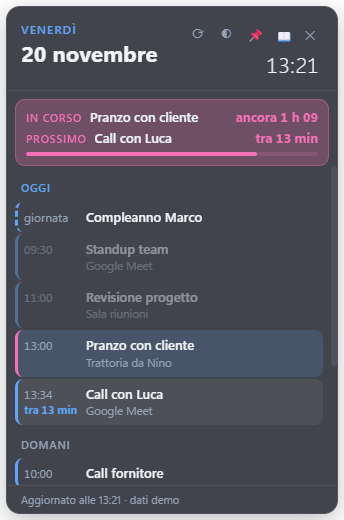 VENERDÌ
20 novembre
13:21
IN CORSO Pranzo con cliente ancora 1 h 09
PROSSIMO Call con Luca tra 13 min
OGGI
giornata Compleanno Marco
09:30 Standup team
Google Meet
11:00 Revisione progetto
Sala riunioni
13:00 Pranzo con cliente
Trattoria da Nino
13:34 Call con Luca
tra 13 min Google Meet
DOMANI
10:00 Call fornitore
Aggiornato alle 13:21 · dati demo